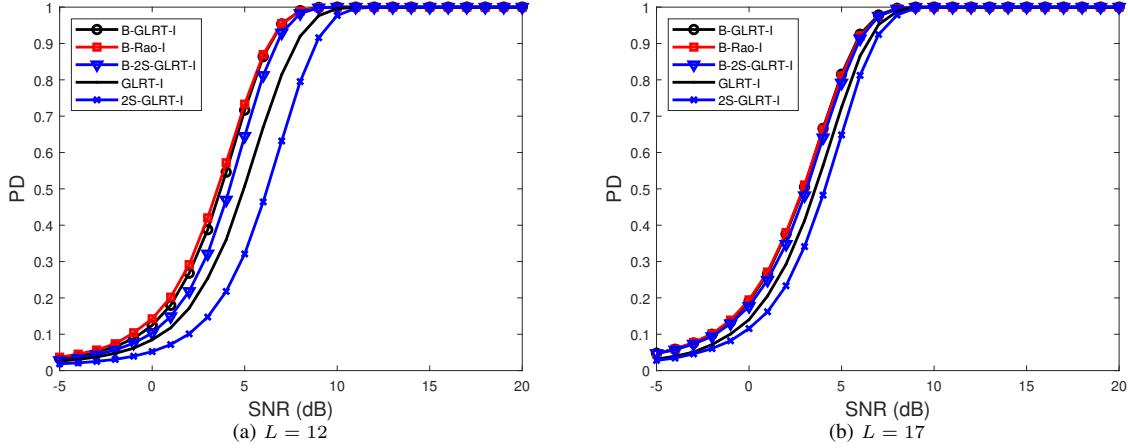 1
0.9
0.8
0.7
0.6
0.5
0.4
0.3
0.2
0.1
0
PD
B-GLRT-I
B-Rao-I
B-2S-GLRT-I
GLRT-I
2S-GLRT-I
-5 0 5 10 15 20
SNR (dB)
(a) L = 12
1
0.9
0.8
0.7
0.6
0.5
0.4
0.3
0.2
0.1
0
PD
B-GLRT-I
B-Rao-I
B-2S-GLRT-I
GLRT-I
2S-GLRT-I
-5 0 5 10 15 20
SNR (dB)
(b) L = 17